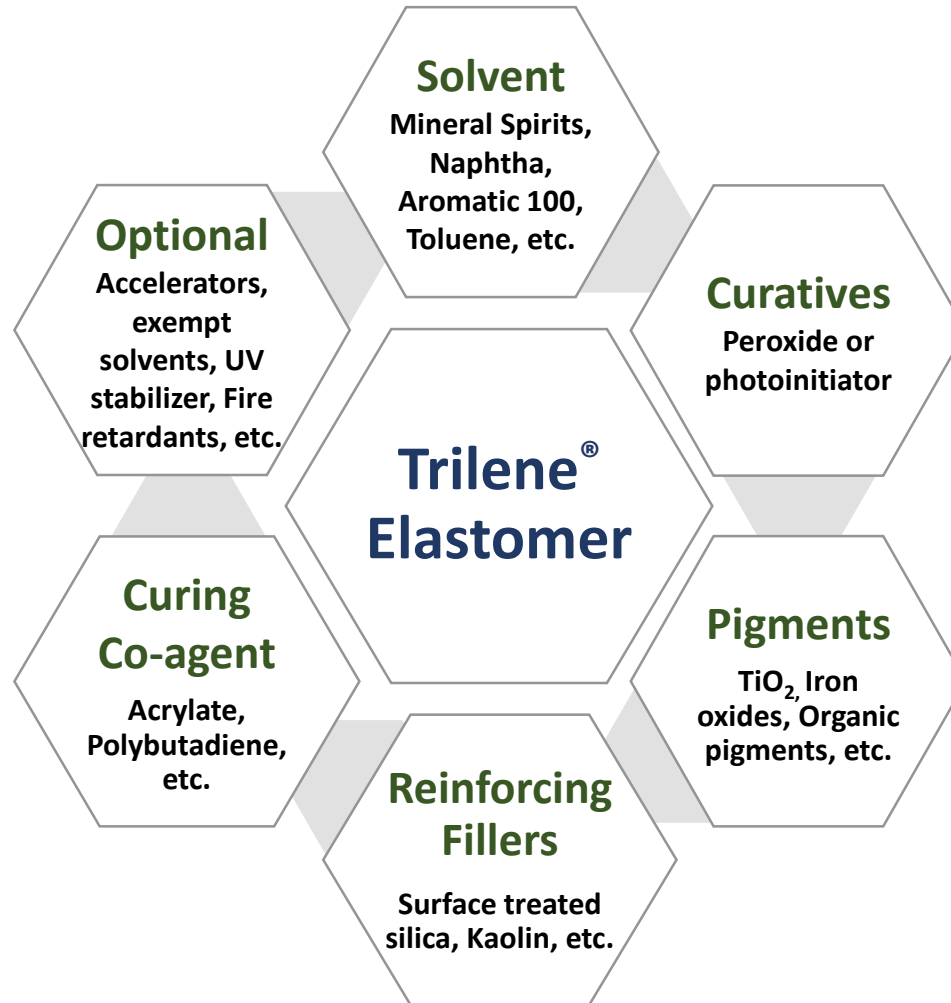 Solvent
Mineral Spirits,
Naphtha,
Aromatic 100,
Toluene, etc.
Optional
Accelerators,
exempt
solvents, UV
stabilizer, Fire
retardants, etc.
Curatives
Peroxide or
photoinitiator
Trilene®
Elastomer
Curing
Co-agent
Acrylate,
Polybutadiene,
etc.
Pigments
TiO₂, Iron
oxides, Organic
pigments, etc.
Reinforcing
Fillers
Surface treated
silica, Kaolin, etc.